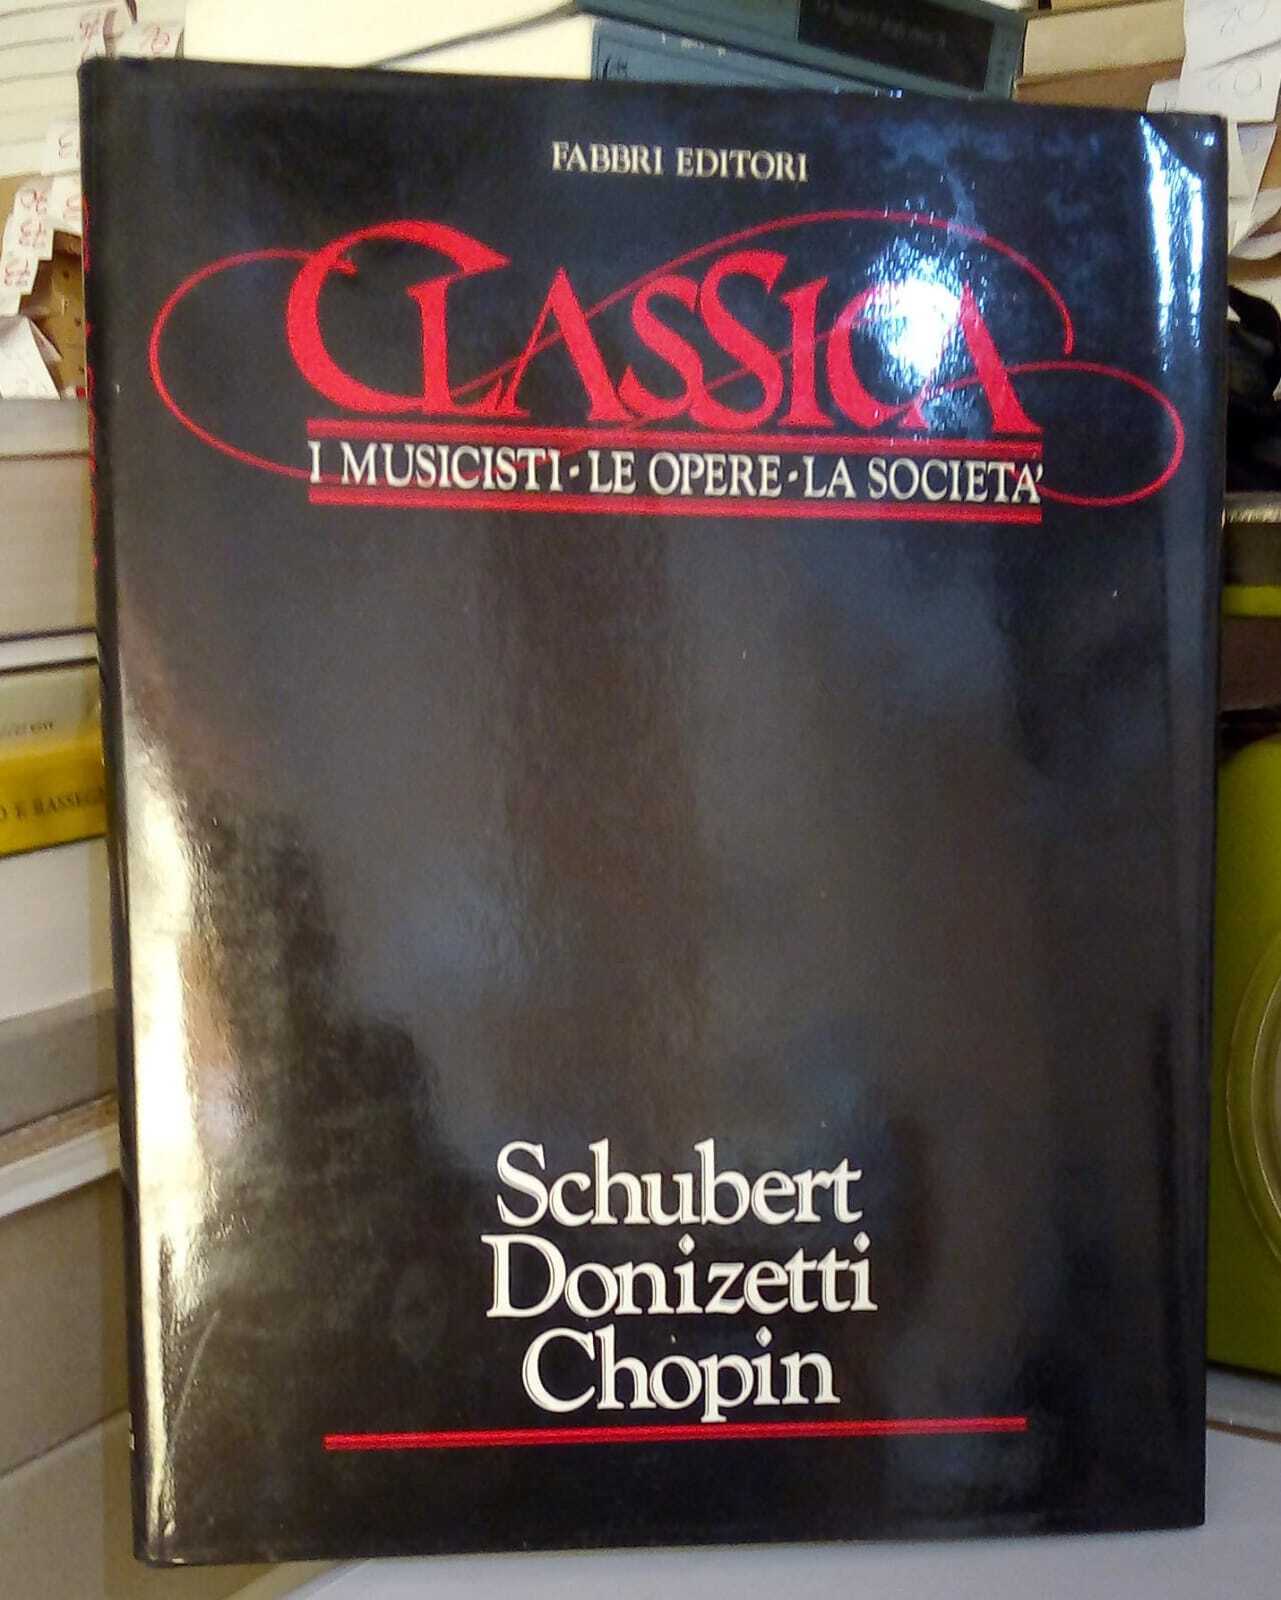 FABBRI EDITORI
CLASSICA
I MUSICISTI - LE OPERE - LA SOCIETA'
Schubert
Donizetti
Chopin